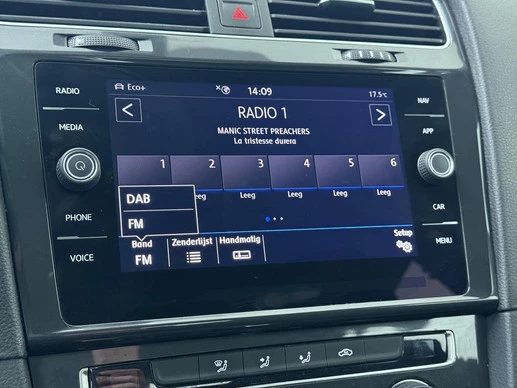 RADIO
MEDIA
PHONE
VOICE
Eco+
14:09
17.5°C
RADIO 1
MANIC STREET PREACHERS
La tristesse durera
1 2 3 4 5 6
Leeg Leeg Leeg Leeg Leeg
DAB
FM
Band
FM
Zenderlijst
Handmatig
Setup
NAV
APP
CAR
MENU